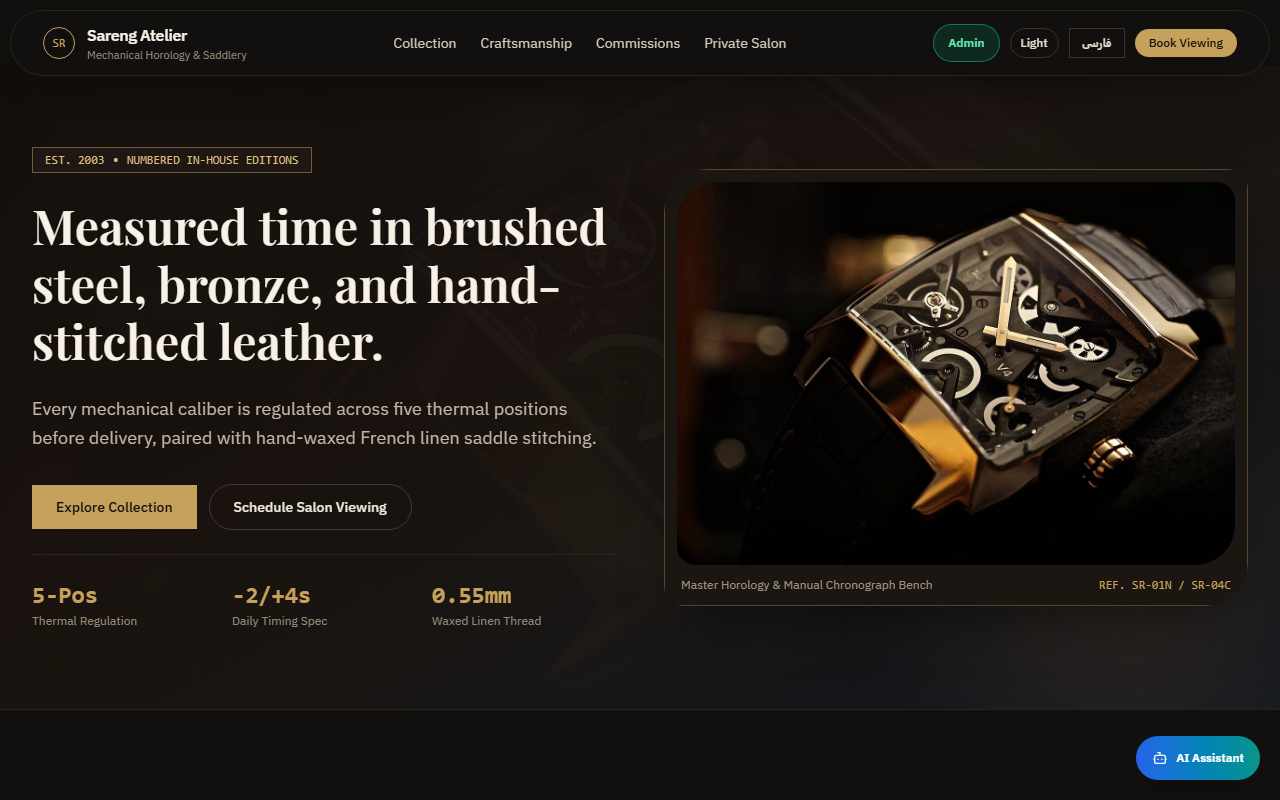 SR
Sareng Atelier
Mechanical Horology & Saddlery
Collection
Craftsmanship
Commissions
Private Salon
Admin
Light
فارسی
Book Viewing
EST. 2003 • NUMBERED IN-HOUSE EDITIONS
Measured time in brushed
steel, bronze, and hand-
stitched leather.
Every mechanical caliber is regulated across five thermal positions
before delivery, paired with hand-waxed French linen saddle stitching.
Explore Collection
Schedule Salon Viewing
5-Pos
Thermal Regulation
-2/+4s
Daily Timing Spec
0.55mm
Waxed Linen Thread
V4
Master Horology & Manual Chronograph Bench
REF. SR-01N / SR-04C
AI Assistant